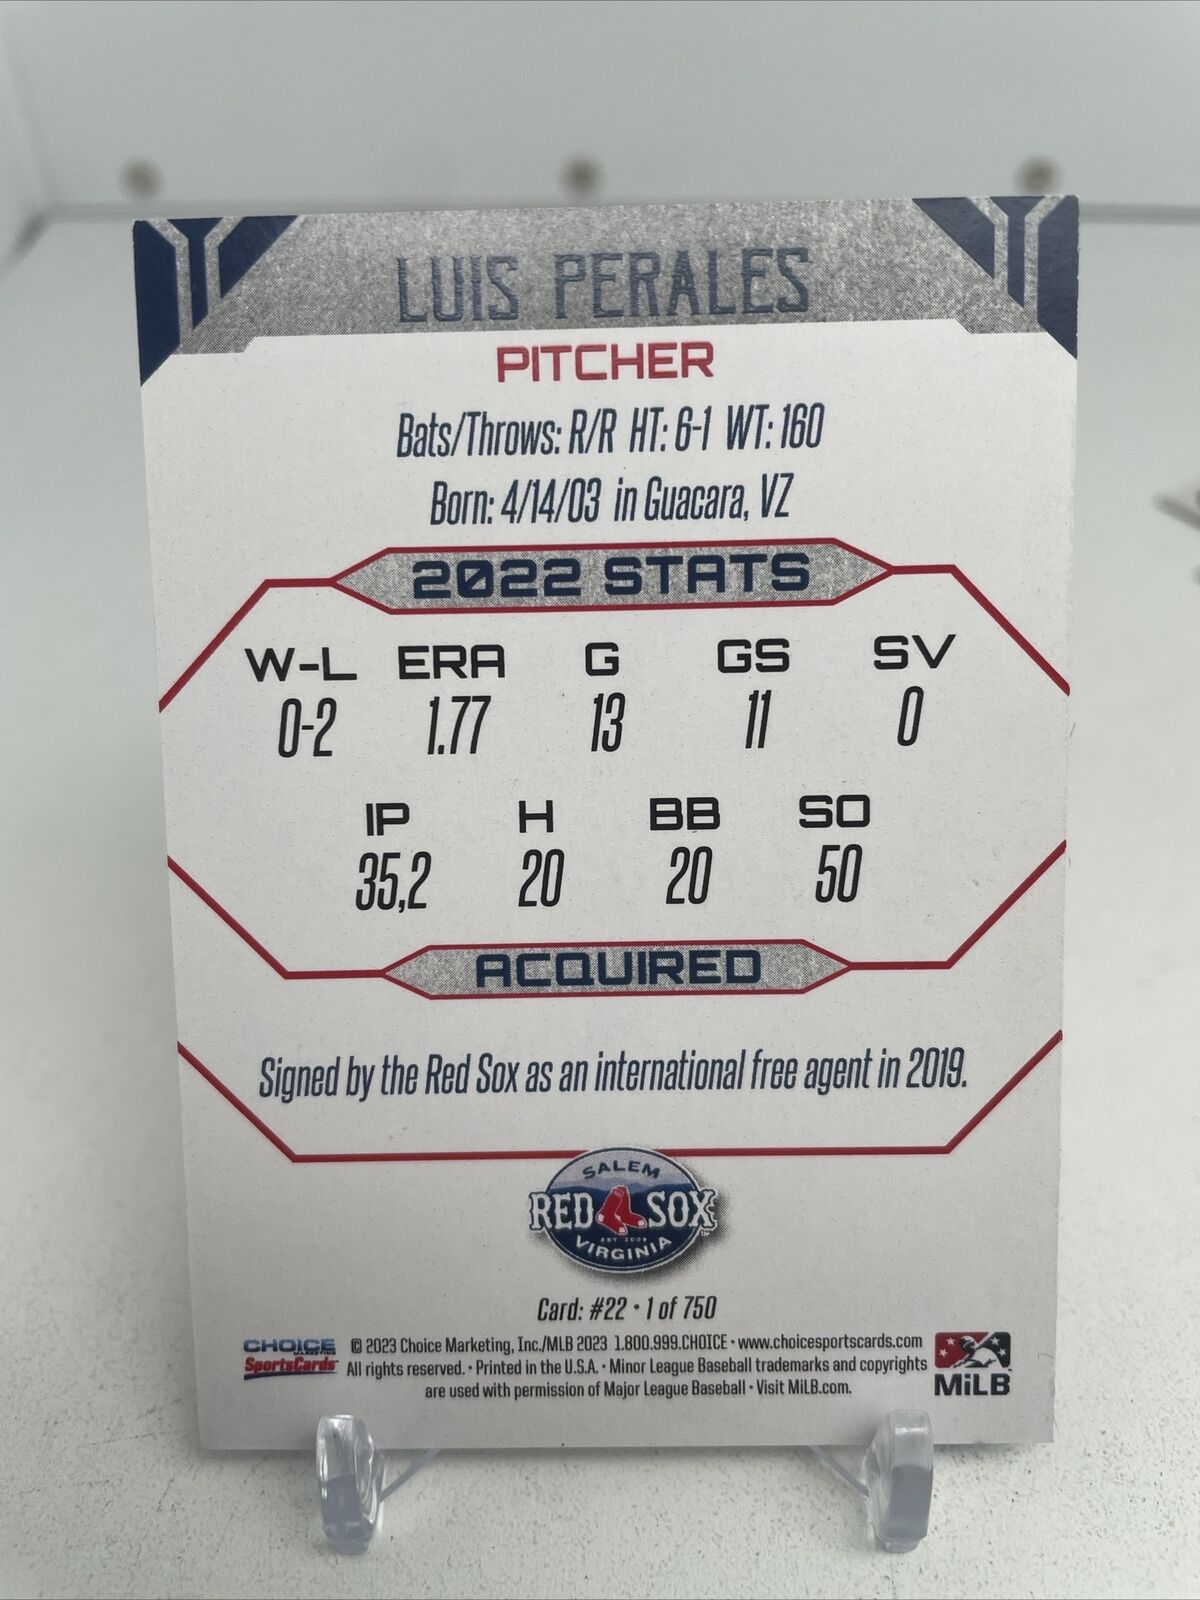 LUIS PERALES
PITCHER
Bats/Throws: R/R HT: 6-1 WT: 160
Born: 4/14/03 in Guacara, VZ
2022 STATS
W-L ERA G GS SV
0-2 1.77 13 11 0
IP H BB SO
35,2 20 20 50
ACQUIRED
Signed by the Red Sox as an international free agent in 2019.
SALEM
RED SOX
EST. 2009
VIRGINIA
Card: #22 • 1 of 750
CHOICE
MARKETING
SportsCards
© 2023 Choice Marketing, Inc./MLB 2023 1.800.999.CHOICE • www.choicesportscards.com
All rights reserved. • Printed in the U.S.A. • Minor League Baseball trademarks and copyrights
are used with permission of Major League Baseball • Visit MiLB.com.
MiLB